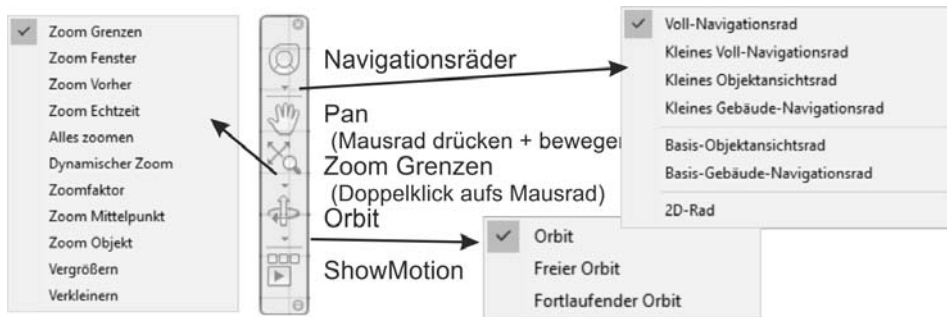 Zoom Grenzen
Zoom Fenster
Zoom Vorher
Zoom Echtzeit
Alles zoomen
Dynamischer Zoom
Zoomfaktor
Zoom Mittelpunkt
Zoom Objekt
Vergrößern
Verkleinern
Navigationsräder
Pan
(Mausrad drücken + bewegen
Zoom Grenzen
(Doppelklick aufs Mausrad)
Orbit
ShowMotion
Voll-Navigationsrad
Kleines Voll-Navigationsrad
Kleines Objektansichtsrad
Kleines Gebäude-Navigationsrad
Basis-Objektansichtsrad
Basis-Gebäude-Navigationsrad
2D-Rad
Orbit
Freier Orbit
Fortlaufender Orbit